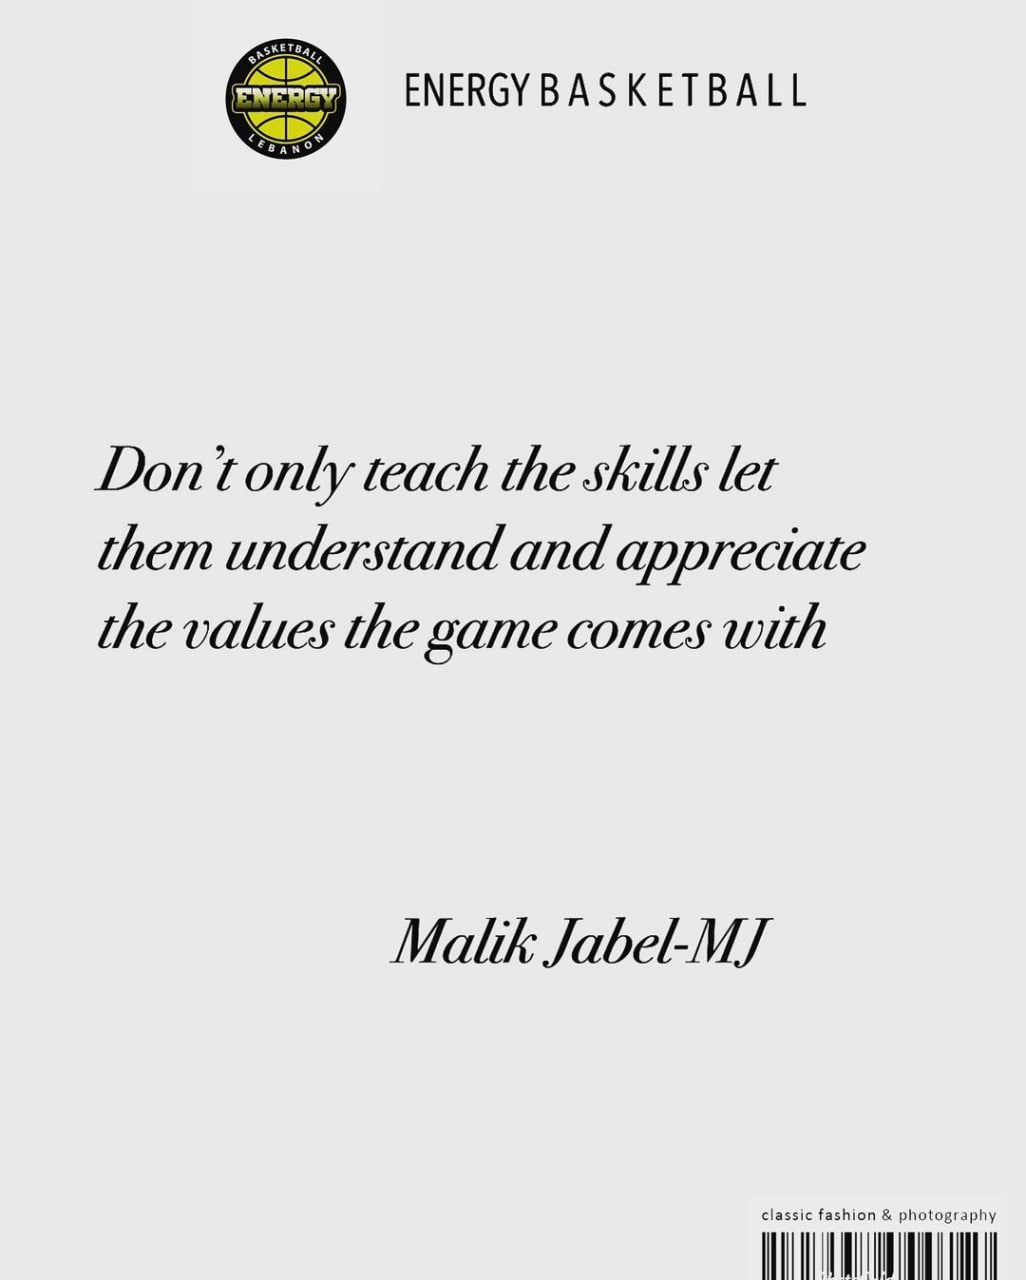 BASKETBALL
ENERGY
LEBANON
ENERGY BASKETBALL
Don’t only teach the skills let
them understand and appreciate
the values the game comes with
Malik Jabel-MJ
classic fashion & photography